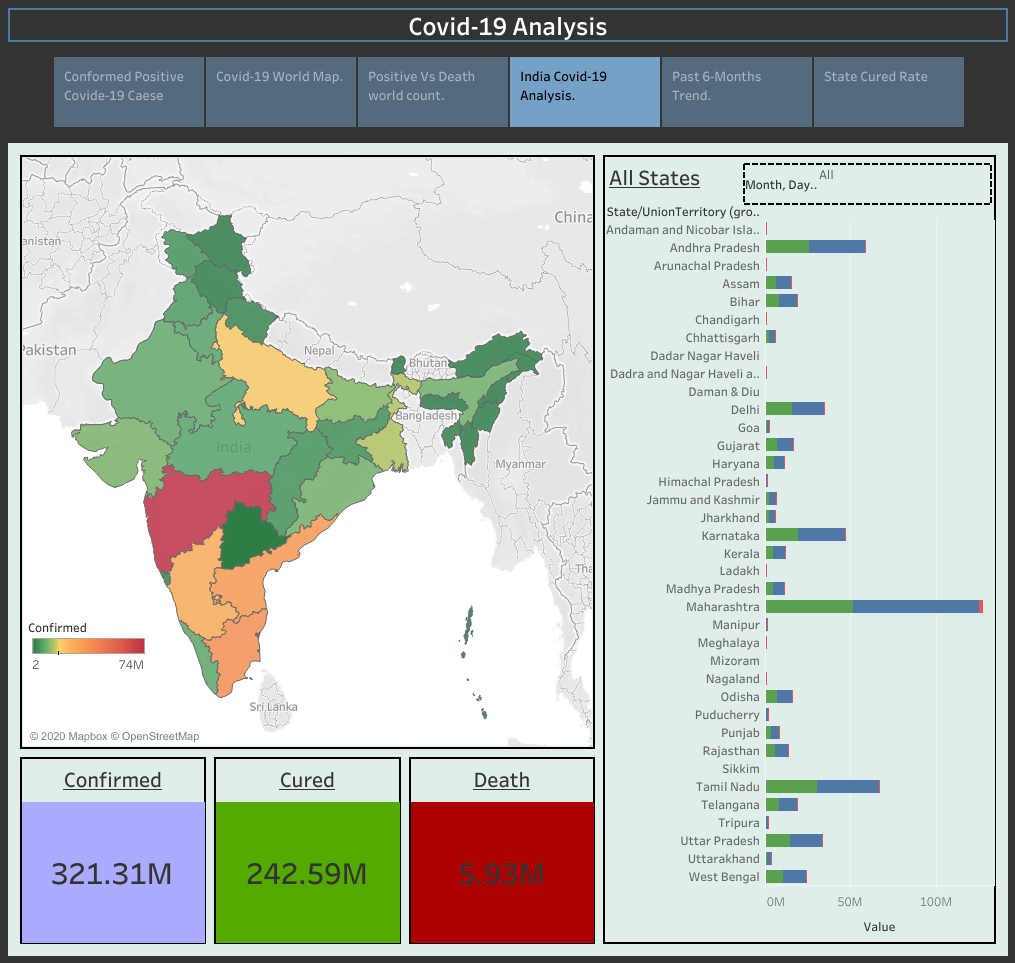 Covid-19 Analysis
Conformed Positive
Covide-19 Caese
Covid-19 World Map.
Positive Vs Death
world count.
India Covid-19
Analysis.
Past 6-Months
Trend.
State Cured Rate
China
anistan
Pakistan
Nepal
Bhutan
Bangladesh
India
Myanmar
Tha
Sri Lanka
Confirmed
2
74M
© 2020 Mapbox © OpenStreetMap
All States
All
Month, Day..
State/UnionTerritory (gro..
Andaman and Nicobar Isla..
Andhra Pradesh
Arunachal Pradesh
Assam
Bihar
Chandigarh
Chhattisgarh
Dadar Nagar Haveli
Dadra and Nagar Haveli a..
Daman & Diu
Delhi
Goa
Gujarat
Haryana
Himachal Pradesh
Jammu and Kashmir
Jharkhand
Karnataka
Kerala
Ladakh
Madhya Pradesh
Maharashtra
Manipur
Meghalaya
Mizoram
Nagaland
Odisha
Puducherry
Punjab
Rajasthan
Sikkim
Tamil Nadu
Telangana
Tripura
Uttar Pradesh
Uttarakhand
West Bengal
0M
50M
100M
Value
Confirmed
321.31M
Cured
242.59M
Death
5.93M